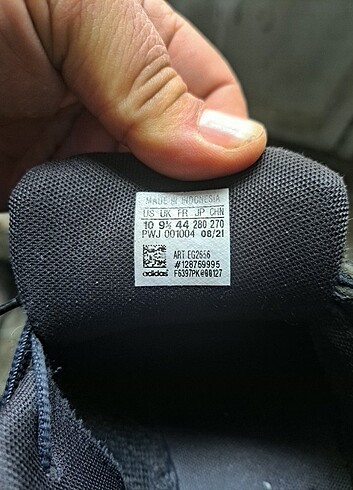 MADE IN INDONESIA
US UK FR JP CHN
10 9½ 44 280 270
PWJ 001004 08/21
ART EG2656
#128769995
adidas F6397PK@00127